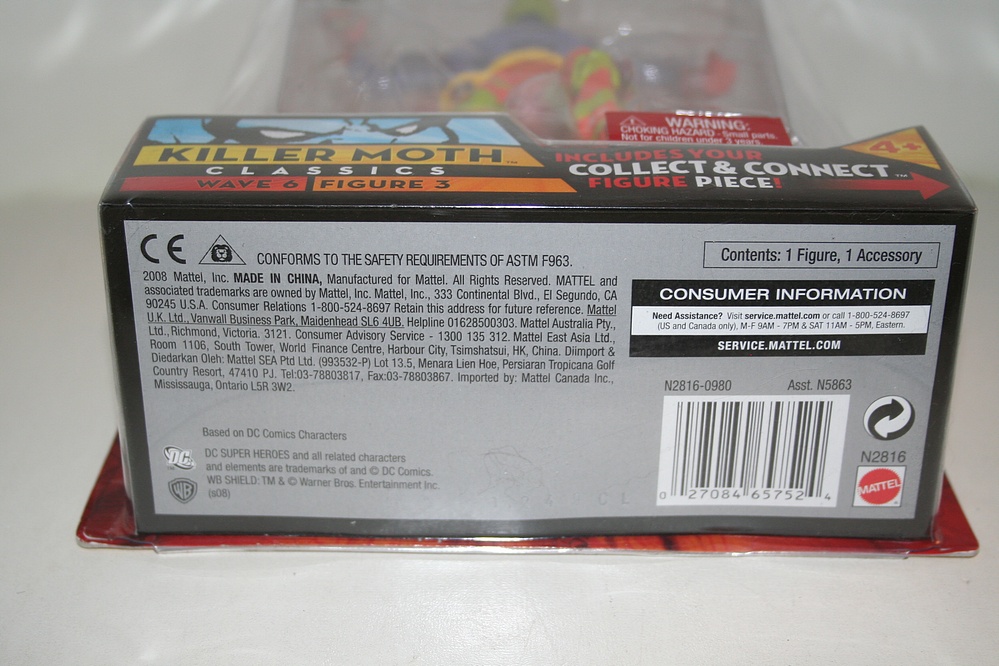 WARNING:
CHOKING HAZARD - Small parts.
Not for children under 3 years.
KILLER MOTH™
CLASSICS
WAVE 6 FIGURE 3
INCLUDES YOUR
COLLECT & CONNECT™
FIGURE PIECE!
4+
CE
CONFORMS TO THE SAFETY REQUIREMENTS OF ASTM F963.
2008 Mattel, Inc. MADE IN CHINA, Manufactured for Mattel. All Rights Reserved. MATTEL and
associated trademarks are owned by Mattel, Inc. Mattel, Inc., 333 Continental Blvd., El Segundo, CA
90245 U.S.A. Consumer Relations 1-800-524-8697 Retain this address for future reference. Mattel
U.K. Ltd., Vanwall Business Park, Maidenhead SL6 4UB. Helpline 01628500303. Mattel Australia Pty.,
Ltd., Richmond, Victoria. 3121. Consumer Advisory Service - 1300 135 312. Mattel East Asia Ltd.,
Room 1106, South Tower, World Finance Centre, Harbour City, Tsimshatsui, HK, China. Diimport &
Diedarkan Oleh: Mattel SEA Ptd Ltd. (993532-P) Lot 13.5, Menara Lien Hoe, Persiaran Tropicana Golf
Country Resort, 47410 PJ. Tel:03-78803817, Fax:03-78803867. Imported by: Mattel Canada Inc.,
Mississauga, Ontario L5R 3W2.
Based on DC Comics Characters
DC
DC SUPER HEROES and all related characters
and elements are trademarks of and © DC Comics.
WB SHIELD: TM & © Warner Bros. Entertainment Inc.
(s08)
WB
Contents: 1 Figure, 1 Accessory
CONSUMER INFORMATION
Need Assistance? Visit service.mattel.com or call 1-800-524-8697
(US and Canada only), M-F 9AM - 7PM & SAT 11AM - 5PM, Eastern.
SERVICE.MATTEL.COM
N2816-0980 Asst. N5863
0 27084 65752 4
N2816
MATTEL